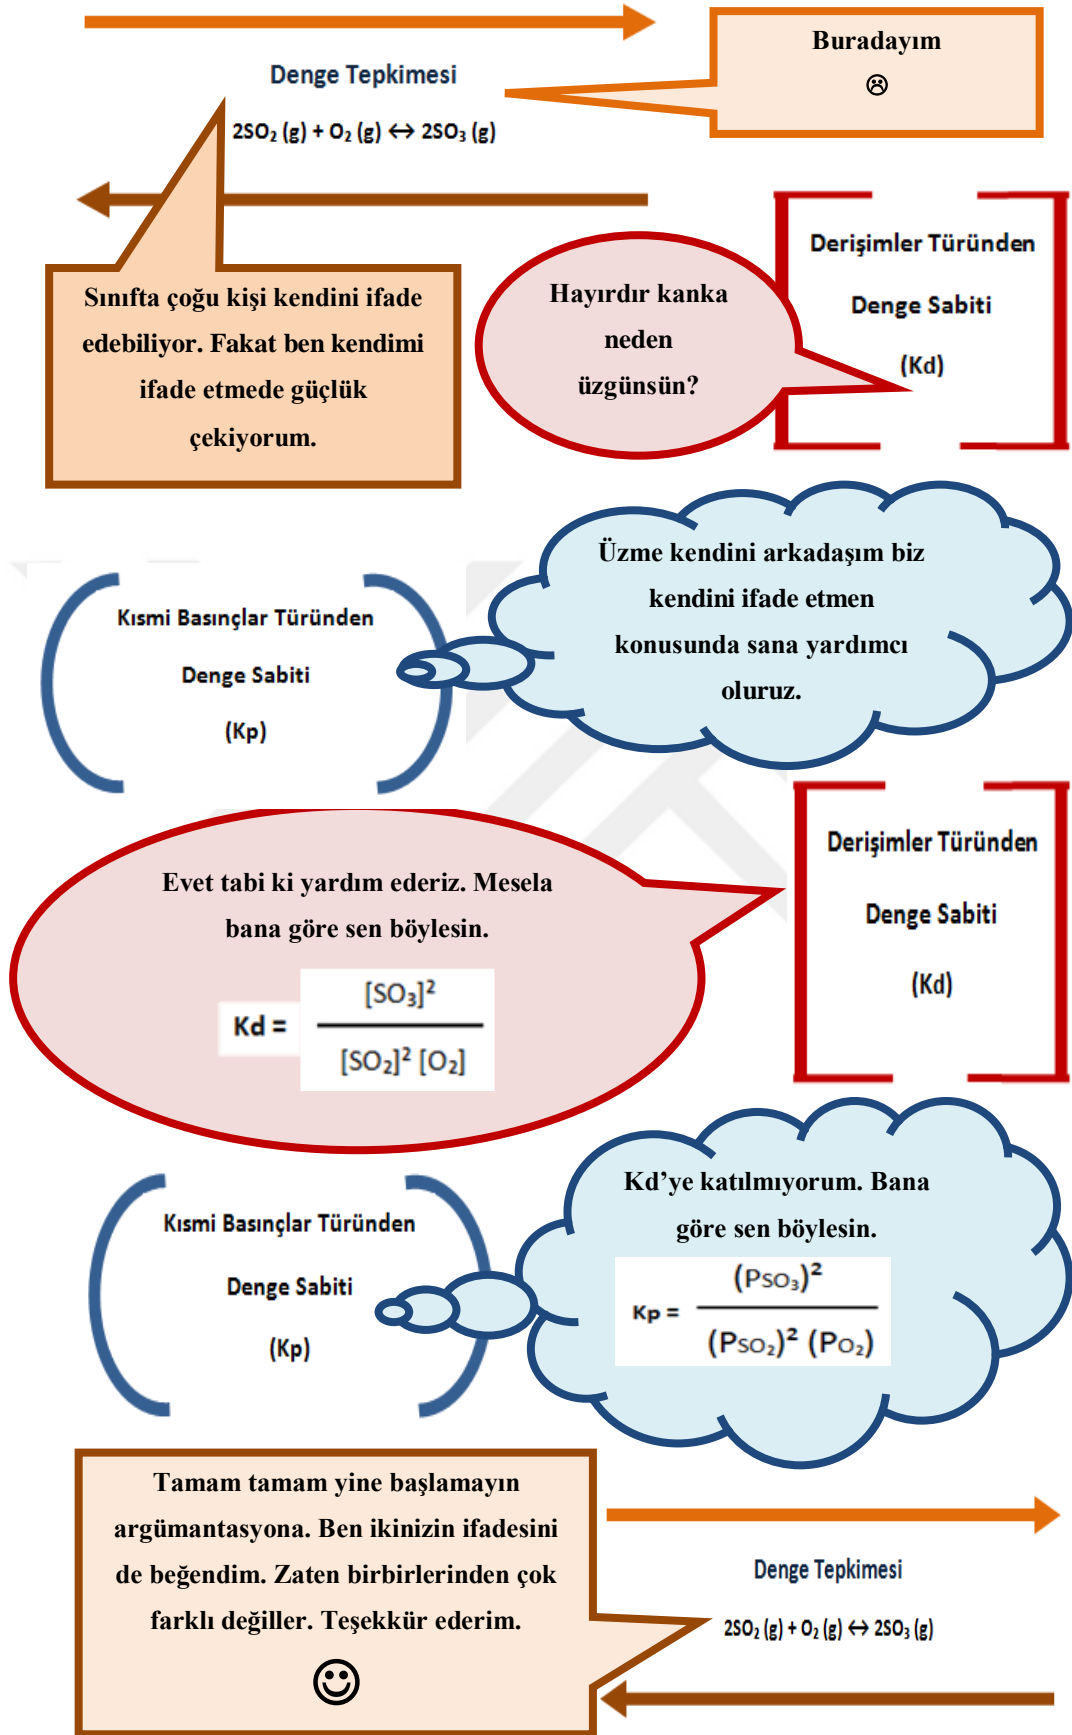 Buradayım
☹
Denge Tepkimesi
2SO₂ (g) + O₂ (g) ↔ 2SO₃ (g)
Sınıfta çoğu kişi kendini ifade
edebiliyor. Fakat ben kendimi
ifade etmede güçlük
çekiyorum.
Hayırdır kanka
neden
üzgünsün?
Derişimler Türünden
Denge Sabiti
(Kd)
Üzme kendini arkadaşım biz
kendini ifade etmen
konusunda sana yardımcı
oluruz.
Kısmi Basınçlar Türünden
Denge Sabiti
(Kp)
Evet tabi ki yardım ederiz. Mesela
bana göre sen böylesin.
[SO₃]²
Kd =
[SO₂]² [O₂]
Derişimler Türünden
Denge Sabiti
(Kd)
Kd’ye katılmıyorum. Bana
göre sen böylesin.
(PSO₃)²
Kp =
(PSO₂)² (PO₂)
Kısmi Basınçlar Türünden
Denge Sabiti
(Kp)
Tamam tamam yine başlamayın
argümantasyona. Ben ikinizin ifadesini
de beğendim. Zaten birbirlerinden çok
farklı değiller. Teşekkür ederim.
☺
Denge Tepkimesi
2SO₂ (g) + O₂ (g) ↔ 2SO₃ (g)